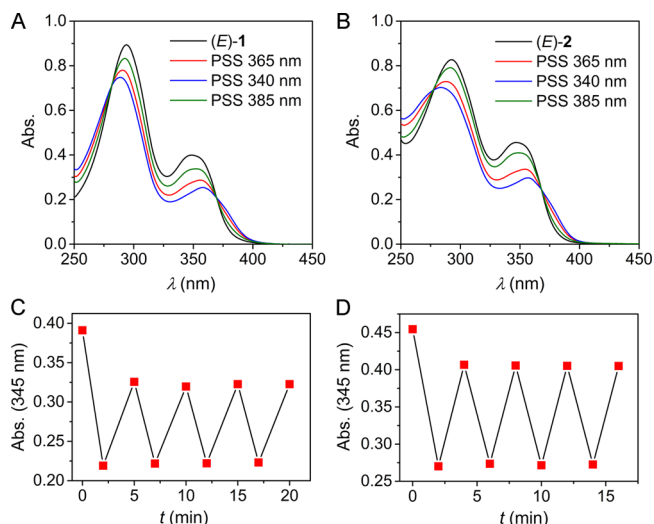 A
B
(E)-1
PSS 365 nm
PSS 340 nm
PSS 385 nm
Abs.
1.0
0.8
0.6
0.4
0.2
0.0
250 300 350 400 450
λ (nm)
(E)-2
PSS 365 nm
PSS 340 nm
PSS 385 nm
Abs.
1.0
0.8
0.6
0.4
0.2
0.0
250 300 350 400 450
λ (nm)
C
D
Abs. (345 nm)
0.40
0.35
0.30
0.25
0.20
0 5 10 15 20
t (min)
Abs. (345 nm)
0.45
0.40
0.35
0.30
0.25
0 5 10 15
t (min)